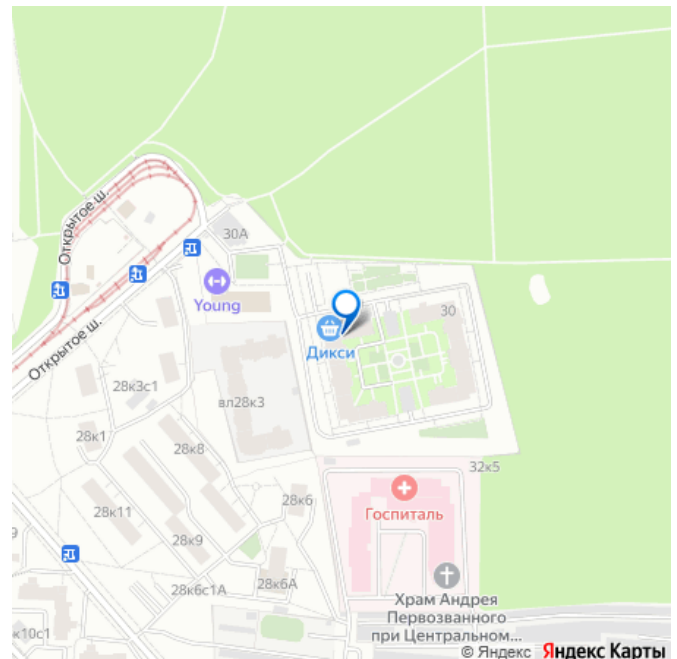 Открытое ш.
30А
Young
30
Дикси
Открытое ш.
28к3с1
вл28к3
28к1
28к8
32к5
28к11
28к6
Госпиталь
28к9
28к6с1А
28к6А
Храм Андрея
Первозванного
при Центральном...
к10с1
© Яндекс Яндекс Карты